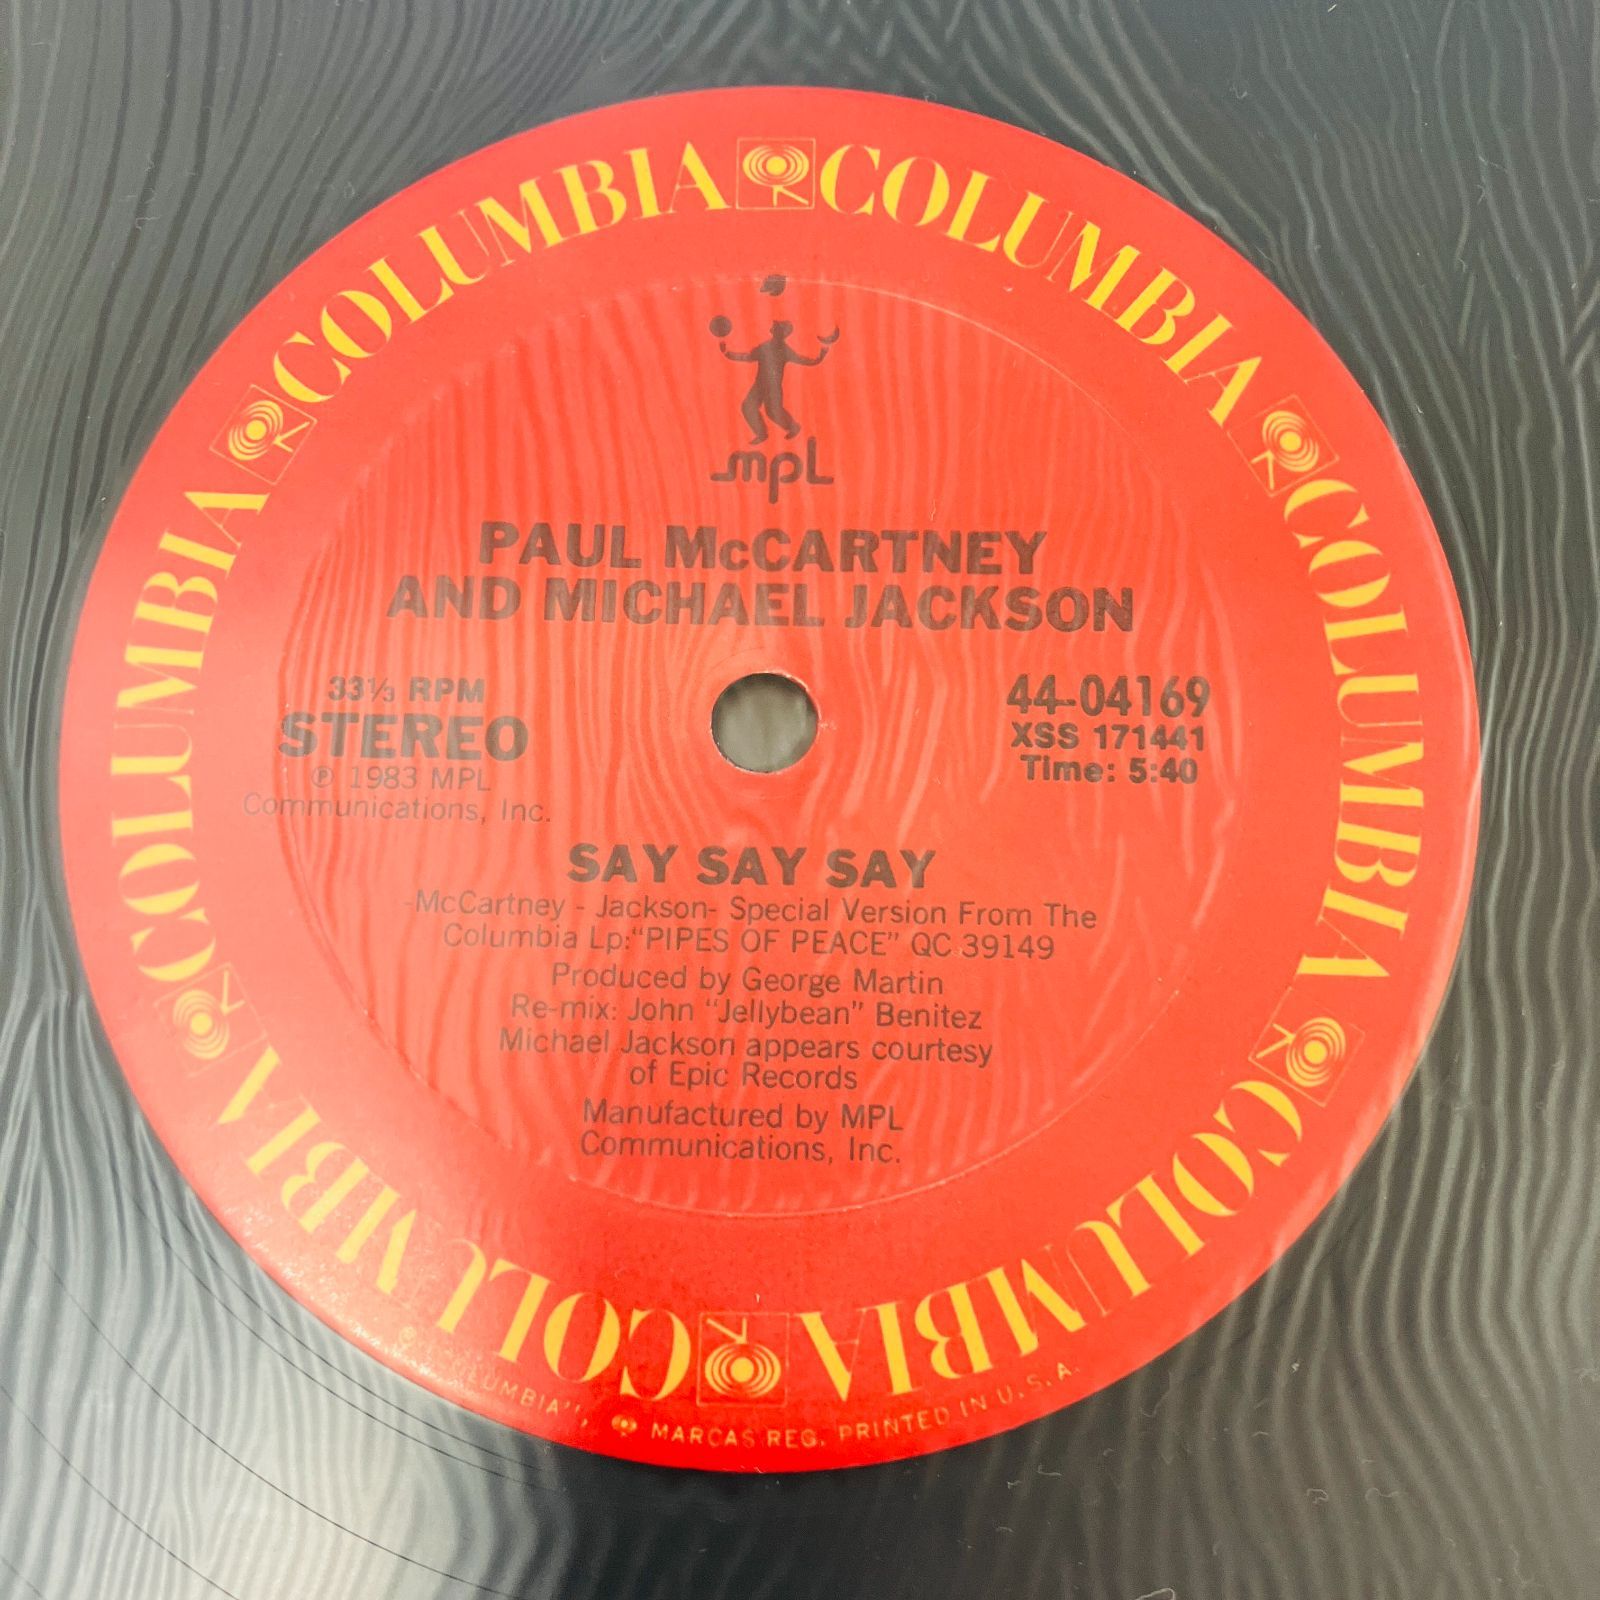 COLUMBIA COLUMBIA COLUMBIA COLUMBIA COLUMBIA COLUMBIA
mpL
PAUL McCARTNEY
AND MICHAEL JACKSON
33⅓ RPM
STEREO
Ⓟ 1983 MPL
Communications, Inc.
44-04169
XSS 171441
Time: 5:40
SAY SAY SAY
-McCartney - Jackson- Special Version From The
Columbia Lp:"PIPES OF PEACE" QC 39149
Produced by George Martin
Re-mix: John "Jellybean" Benitez
Michael Jackson appears courtesy
of Epic Records
Manufactured by MPL
Communications, Inc.
COLUMBIA", MARCAS REG. PRINTED IN U.S.A.